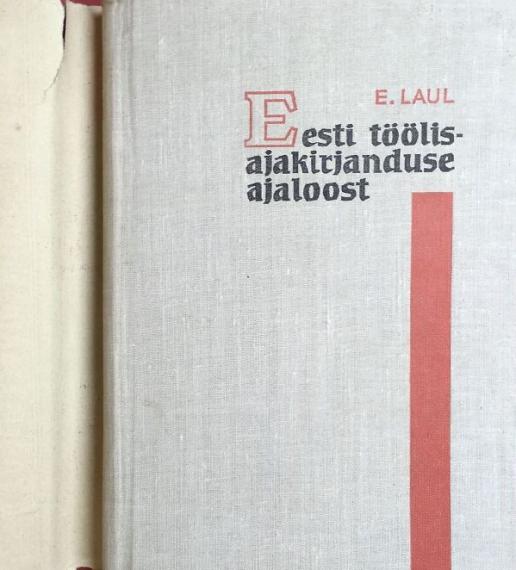 E. LAUL
Eesti töölis-
ajakirjanduse
ajaloost